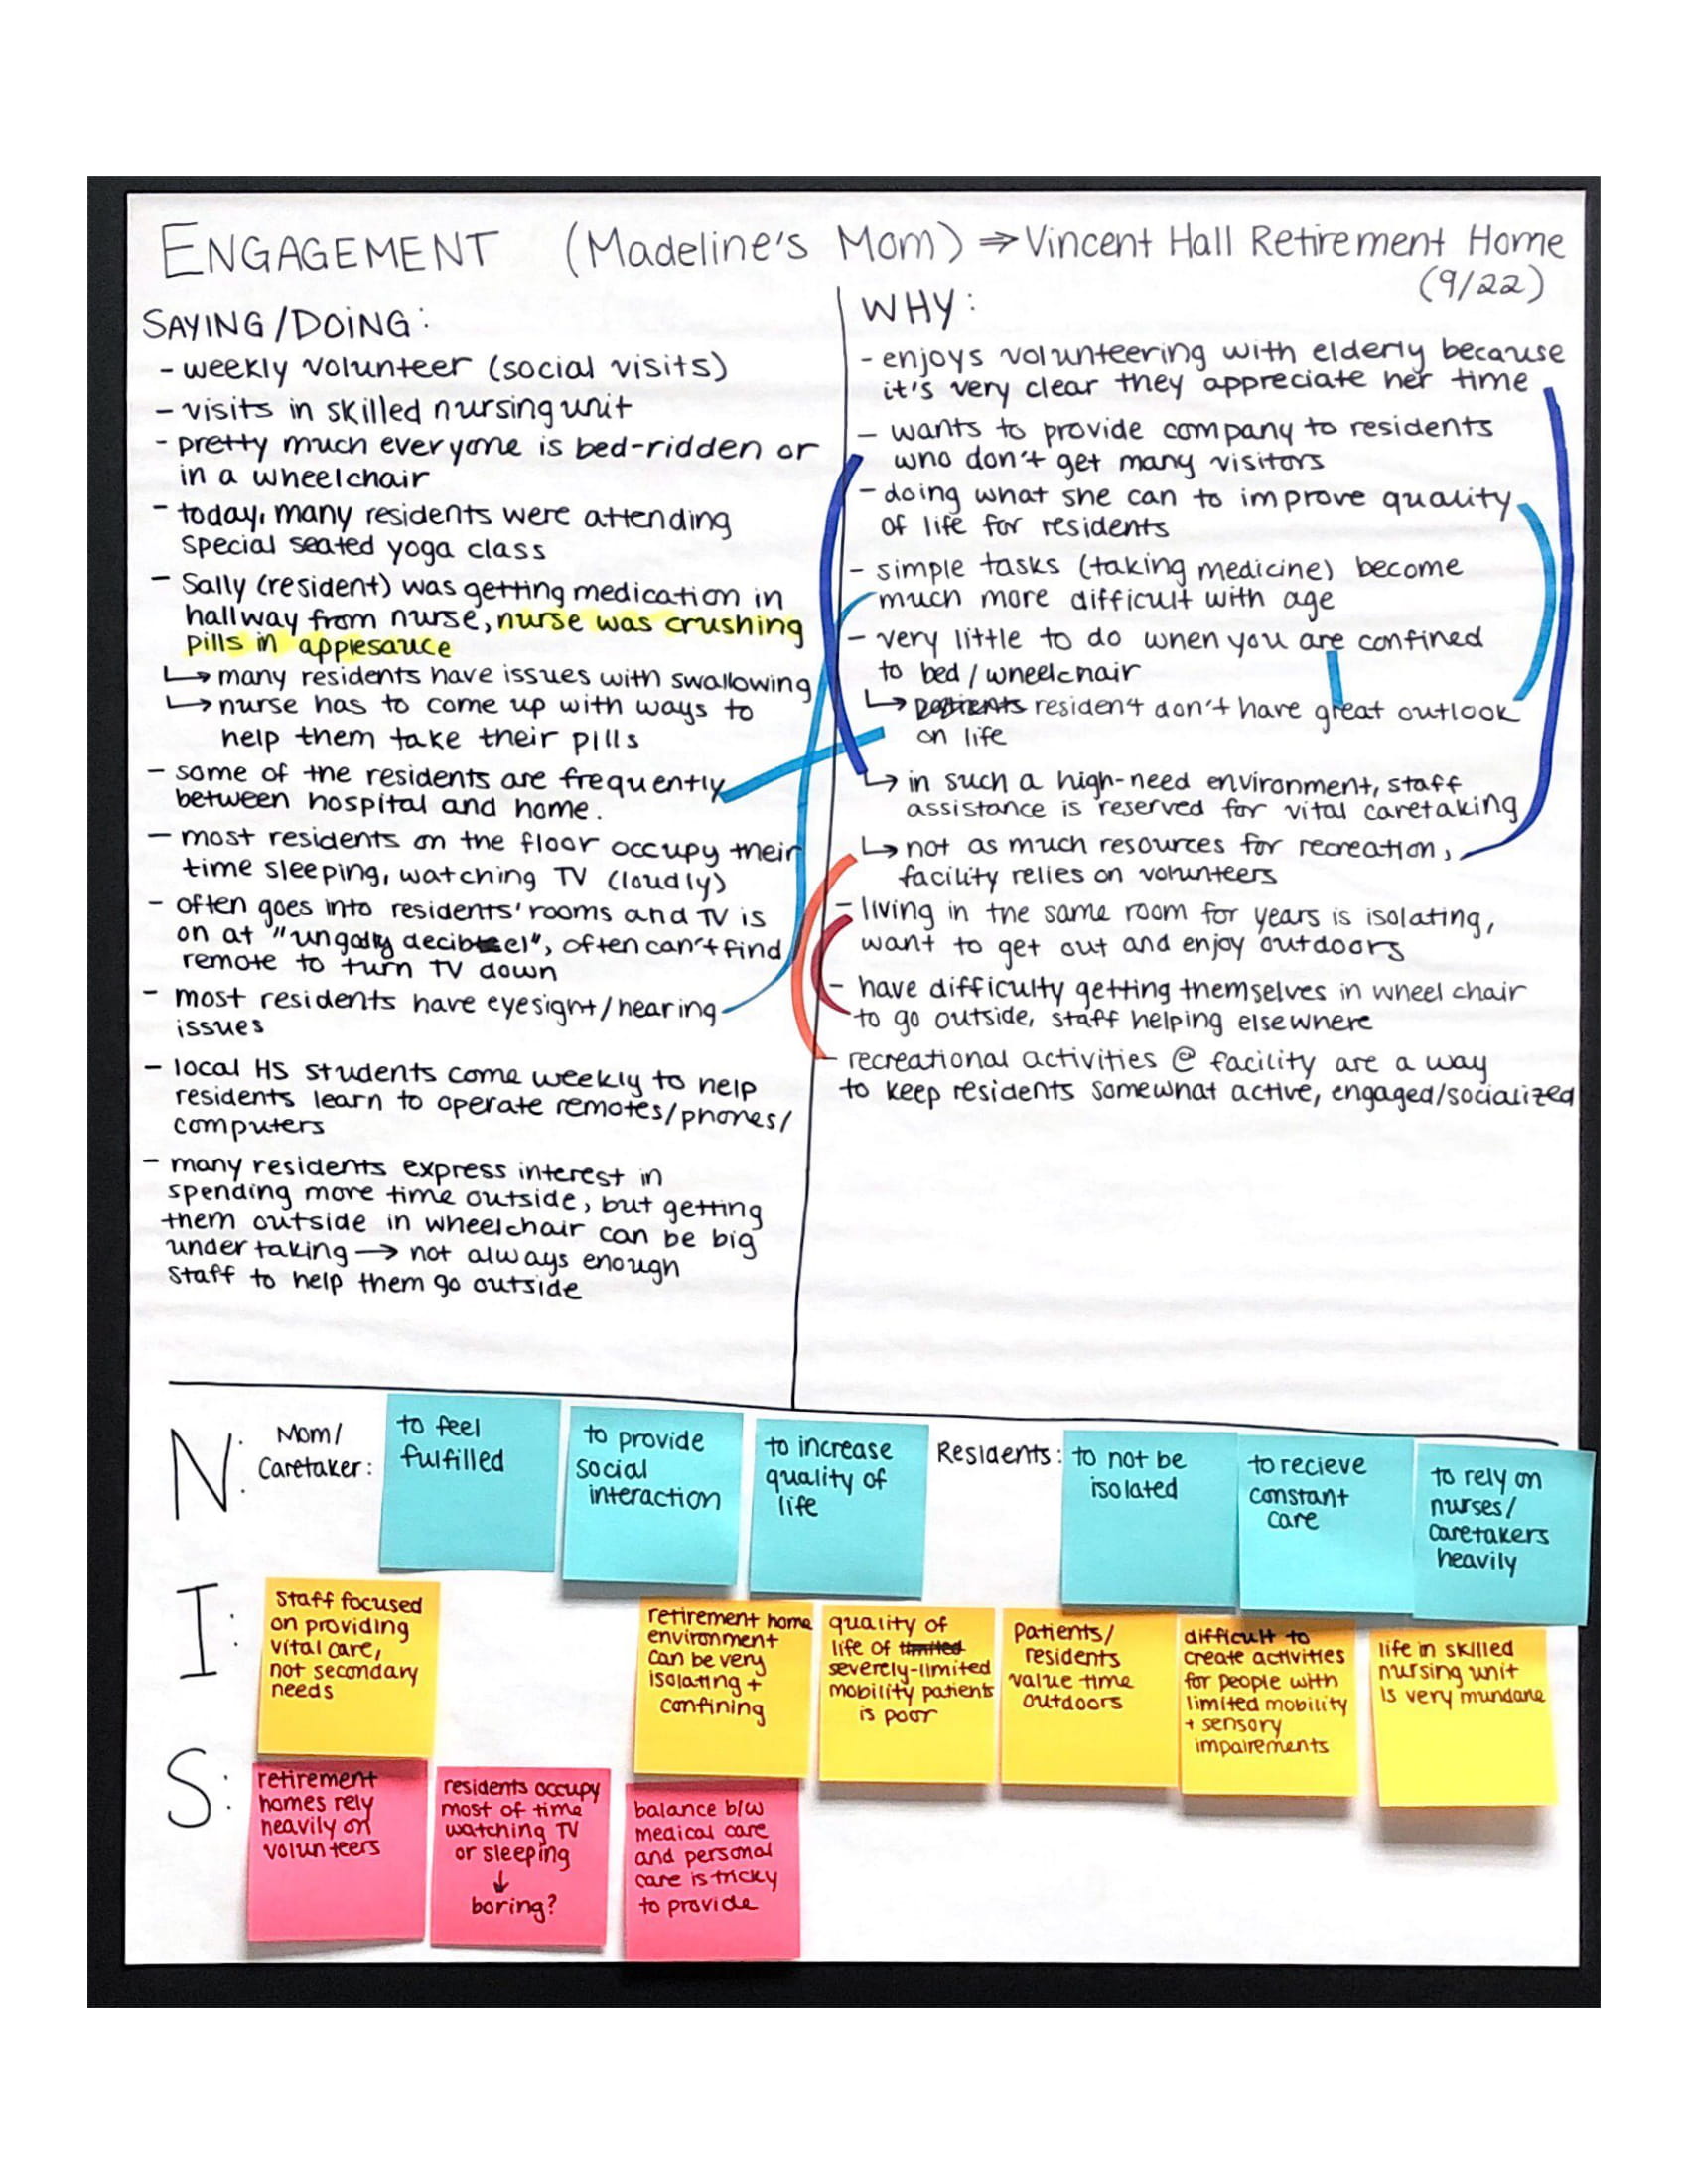 ENGAGEMENT (Madeline's Mom) ⇒ Vincent Hall Retirement Home
(9/22)
SAYING/DOING:
- weekly volunteer (social visits)
- visits in skilled nursing unit
- pretty much everyone is bed-ridden or
in a wheelchair
- today, many residents were attending
special seated yoga class
- Sally (resident) was getting medication in
hallway from nurse, nurse was crushing
pills in applesauce
↳ many residents have issues with swallowing
↳ nurse has to come up with ways to
help them take their pills
- some of the residents are frequently
between hospital and home.
- most residents on the floor occupy their
time sleeping, watching TV (loudly)
- often goes into residents' rooms and TV is
on at "ungodly decibel", often can't find
remote to turn TV down
- most residents have eyesight/hearing
issues
- local HS students come weekly to help
residents learn to operate remotes/phones/
computers
- many residents express interest in
spending more time outside, but getting
them outside in wheelchair can be big
undertaking → not always enough
staff to help them go outside
WHY:
- enjoys volunteering with elderly because
it's very clear they appreciate her time
- wants to provide company to residents
who don't get many visitors
- doing what she can to improve quality
of life for residents
- simple tasks (taking medicine) become
much more difficult with age
- very little to do when you are confined
to bed/wheelchair
↳ patients resident don't have great outlook
on life
↳ in such a high-need environment, staff
assistance is reserved for vital caretaking
↳ not as much resources for recreation,
facility relies on volunteers
- living in the same room for years is isolating,
want to get out and enjoy outdoors
- have difficulty getting themselves in wheel chair
to go outside, staff helping elsewhere
- recreational activities @ facility are a way
to keep residents somewhat active, engaged/socialized
N:
Mom/
Caretaker:
to feel
fulfilled
to provide
social
interaction
to increase
quality of
life
Residents:
to not be
isolated
to recieve
constant
care
to rely on
nurses/
caretakers
heavily
I:
Staff focused
on providing
vital care,
not secondary
needs
retirement home
environment
can be very
isolating +
confining
quality of
life of limited
severely-limited
mobility patients
is poor
Patients/
residents
value time
outdoors
difficult to
create activities
for people with
limited mobility
+ sensory
impairements
life in skilled
nursing unit
is very mundane
S:
retirement
homes rely
heavily on
volunteers
residents occupy
most of time
watching TV
or sleeping
↓
boring?
balance b/w
medical care
and personal
care is tricky
to provide